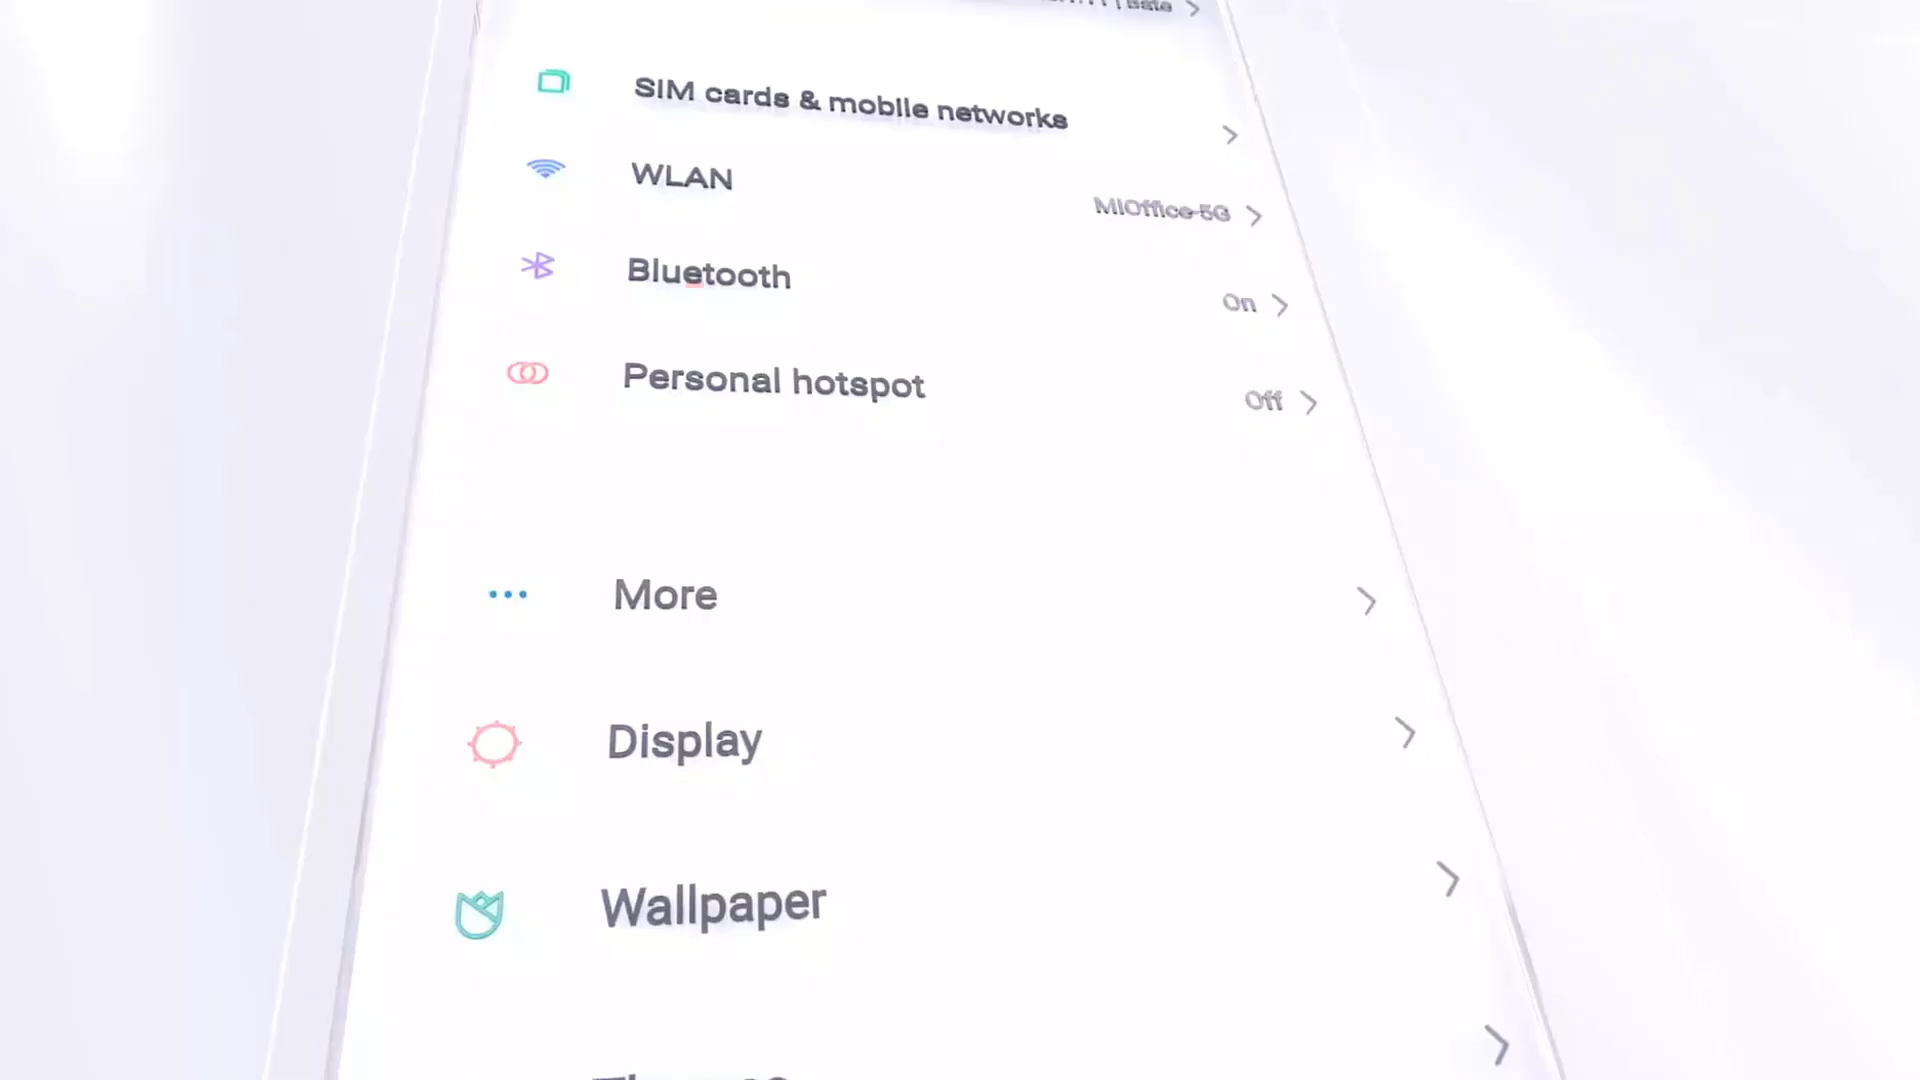 SIM cards & mobile networks
WLAN
MIOffice-5G
Bluetooth
On
Personal hotspot
Off
More
Display
Wallpaper